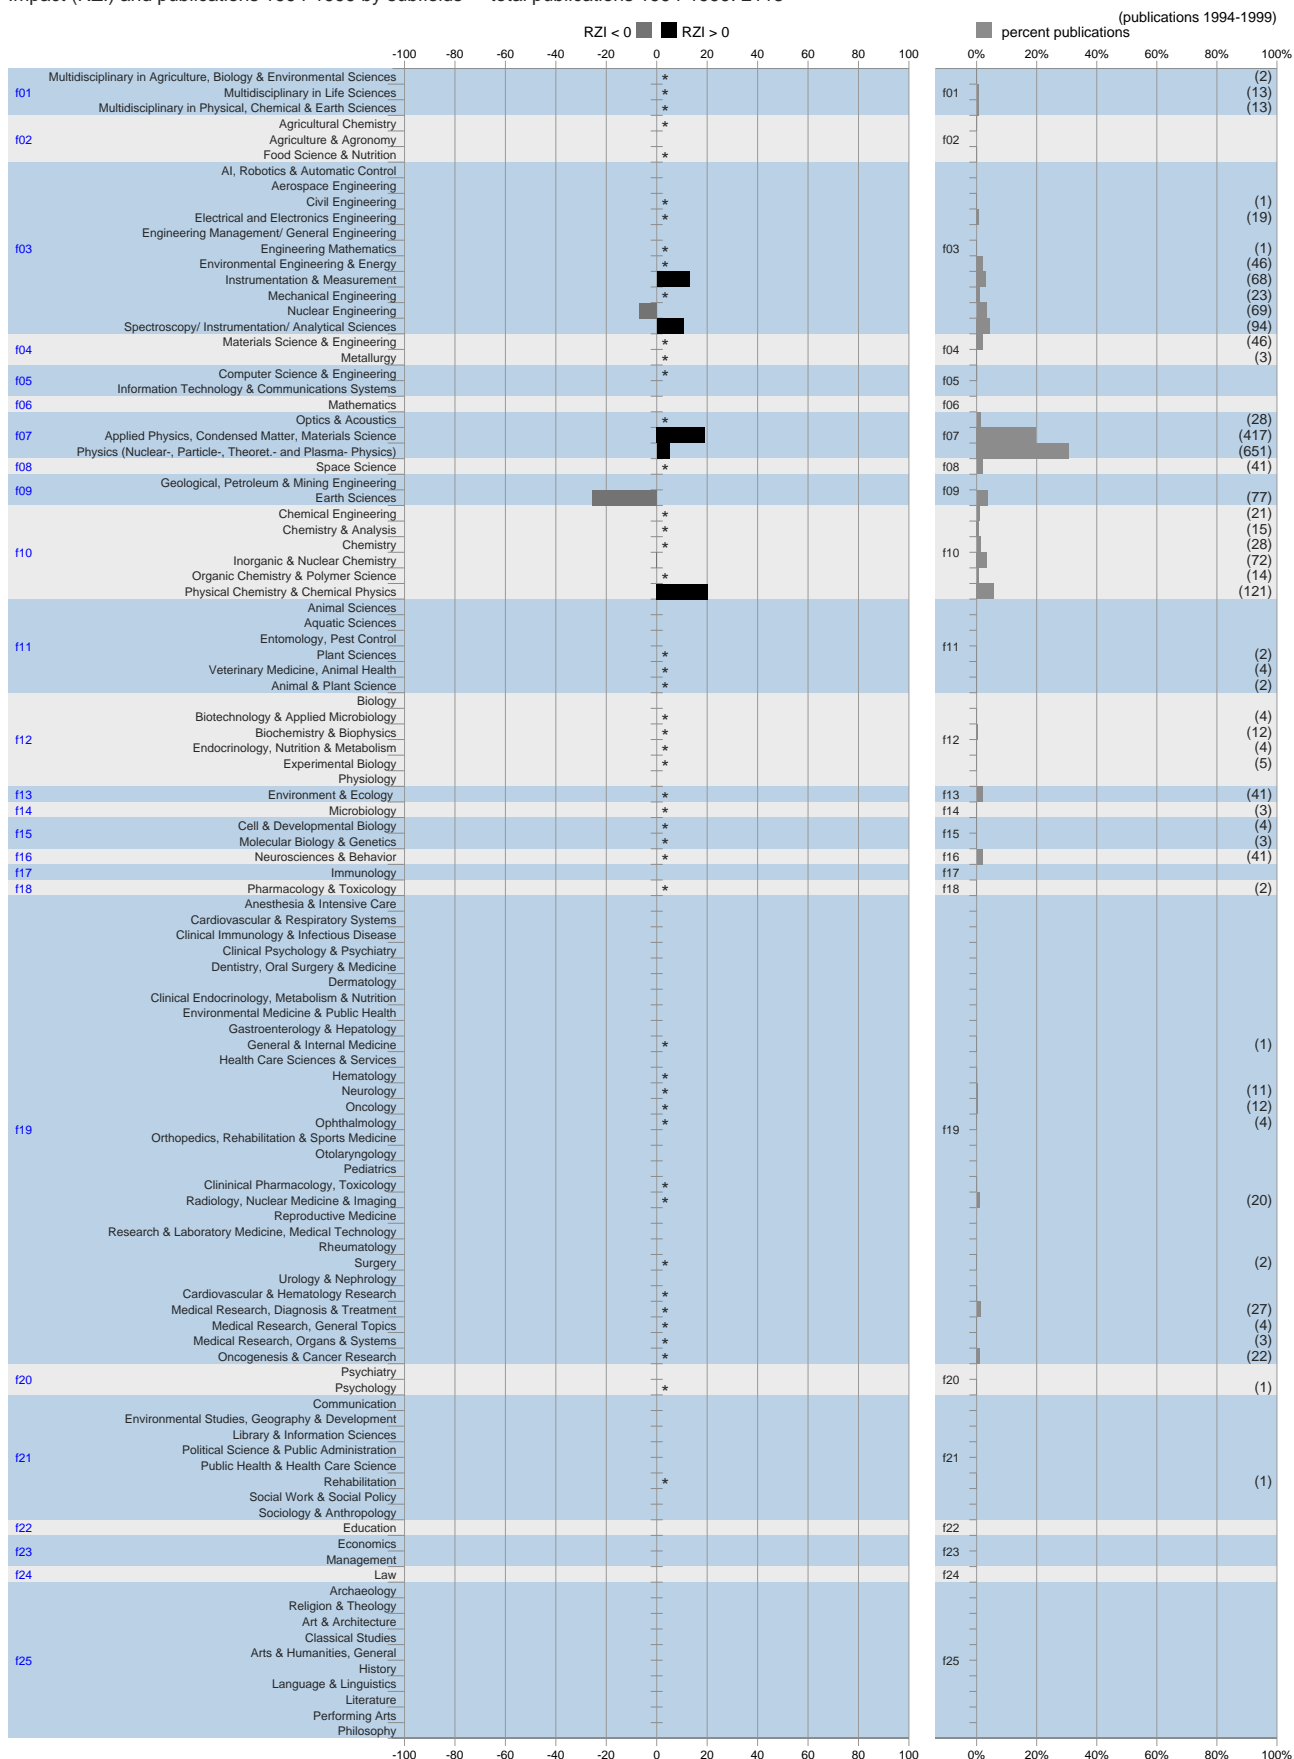 (publications 1994-1999)
RZI < 0 RZI > 0 percent publications
-100 -80 -60 -40 -20 0 20 40 60 80 100 0% 20% 40% 60% 80% 100%
Multidisciplinary in Agriculture, Biology & Environmental Sciences * (2)
f01 Multidisciplinary in Life Sciences * f01 (13)
Multidisciplinary in Physical, Chemical & Earth Sciences * (13)
Agricultural Chemistry *
f02 Agriculture & Agronomy f02
Food Science & Nutrition *
AI, Robotics & Automatic Control
Aerospace Engineering
Civil Engineering * (1)
Electrical and Electronics Engineering * (19)
Engineering Management/ General Engineering
f03 Engineering Mathematics * f03 (1)
Environmental Engineering & Energy * (46)
Instrumentation & Measurement (68)
Mechanical Engineering * (23)
Nuclear Engineering (69)
Spectroscopy/ Instrumentation/ Analytical Sciences (94)
f04 Materials Science & Engineering * f04 (46)
Metallurgy * (3)
f05 Computer Science & Engineering * f05
Information Technology & Communications Systems
f06 Mathematics f06
Optics & Acoustics * (28)
f07 Applied Physics, Condensed Matter, Materials Science f07 (417)
Physics (Nuclear-, Particle-, Theoret.- and Plasma- Physics) (651)
f08 Space Science * f08 (41)
f09 Geological, Petroleum & Mining Engineering f09
Earth Sciences (77)
Chemical Engineering * (21)
Chemistry & Analysis * (15)
f10 Chemistry * f10 (28)
Inorganic & Nuclear Chemistry (72)
Organic Chemistry & Polymer Science * (14)
Physical Chemistry & Chemical Physics (121)
Animal Sciences
Aquatic Sciences
f11 Entomology, Pest Control f11
Plant Sciences * (2)
Veterinary Medicine, Animal Health * (4)
Animal & Plant Science * (2)
Biology
Biotechnology & Applied Microbiology * (4)
f12 Biochemistry & Biophysics * f12 (12)
Endocrinology, Nutrition & Metabolism * (4)
Experimental Biology * (5)
Physiology
f13 Environment & Ecology * f13 (41)
f14 Microbiology * f14 (3)
f15 Cell & Developmental Biology * f15 (4)
Molecular Biology & Genetics * (3)
f16 Neurosciences & Behavior * f16 (41)
f17 Immunology f17
f18 Pharmacology & Toxicology * f18 (2)
Anesthesia & Intensive Care
Cardiovascular & Respiratory Systems
Clinical Immunology & Infectious Disease
Clinical Psychology & Psychiatry
Dentistry, Oral Surgery & Medicine
Dermatology
Clinical Endocrinology, Metabolism & Nutrition
Environmental Medicine & Public Health
Gastroenterology & Hepatology
General & Internal Medicine * (1)
Health Care Sciences & Services
Hematology *
Neurology * (11)
Oncology * (12)
f19 Ophthalmology * f19 (4)
Orthopedics, Rehabilitation & Sports Medicine
Otolaryngology
Pediatrics
Clininical Pharmacology, Toxicology *
Radiology, Nuclear Medicine & Imaging * (20)
Reproductive Medicine
Research & Laboratory Medicine, Medical Technology
Rheumatology
Surgery * (2)
Urology & Nephrology
Cardiovascular & Hematology Research *
Medical Research, Diagnosis & Treatment * (27)
Medical Research, General Topics * (4)
Medical Research, Organs & Systems * (3)
Oncogenesis & Cancer Research * (22)
f20 Psychiatry f20
Psychology * (1)
Communication
Environmental Studies, Geography & Development
Library & Information Sciences
f21 Political Science & Public Administration f21
Public Health & Health Care Science
Rehabilitation * (1)
Social Work & Social Policy
Sociology & Anthropology
f22 Education f22
f23 Economics f23
Management
f24 Law f24
Archaeology
Religion & Theology
Art & Architecture
Classical Studies
f25 Arts & Humanities, General f25
History
Language & Linguistics
Literature
Performing Arts
Philosophy
-100 -80 -60 -40 -20 0 20 40 60 80 100 0% 20% 40% 60% 80% 100%